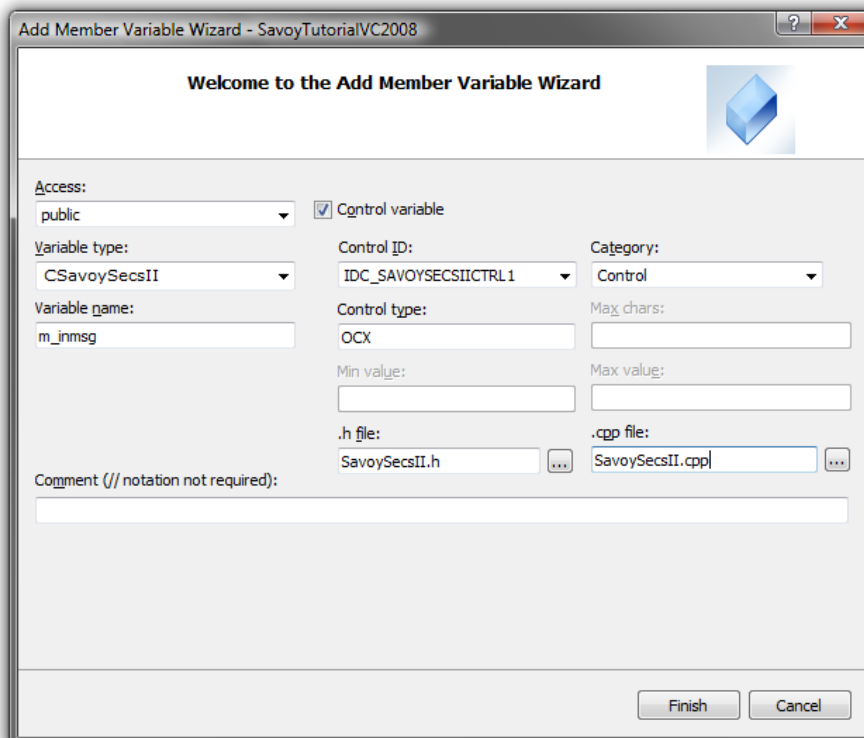 Add Member Variable Wizard - SavoyTutorialVC2008
Welcome to the Add Member Variable Wizard
Access:
public
Control variable
Variable type:
Control ID:
Category:
CSavoySecsII
IDC_SAVOYSECSIICTRL1
Control
Variable name:
Control type:
Max chars:
m_inmsg
OCX
Min value:
Max value:
.h file:
.cpp file:
SavoySecsII.h
...
SavoySecsII.cpp
...
Comment (// notation not required):
Finish
Cancel